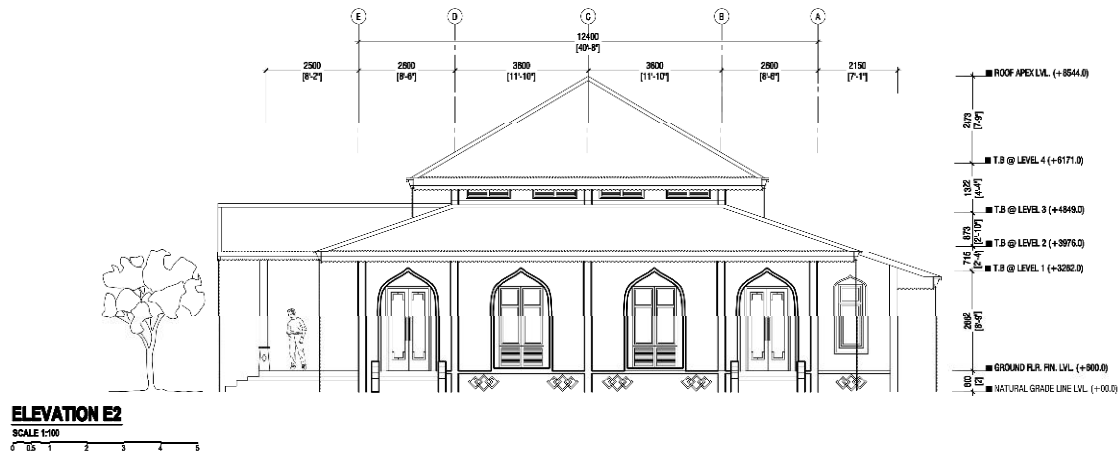 E D C B A
12400
[40'-8"]
2500 2600 3600 3600 2600 2150
[8'-2"] [8'-6"] [11'-10"] [11'-10"] [8'-6"] [7'-1"]
ROOF APEX LVL. (+8544.0)
2373
[7'-9"]
T.B @ LEVEL 4 (+6171.0)
1322
[4'-4"]
T.B @ LEVEL 3 (+4849.0)
873
[2'-10"]
T.B @ LEVEL 2 (+3976.0)
715
[2'-4"]
T.B @ LEVEL 1 (+3262.0)
2662
[8'-9"]
GROUND FLR. FIN. LVL. (+600.0)
600
[2']
NATURAL GRADE LINE LVL. (+00.0)
ELEVATION E2
SCALE 1:100
0 0.5 1 2 3 4 5